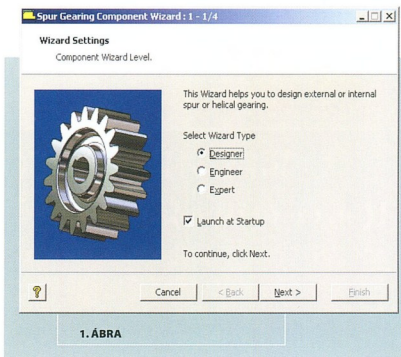 Spur Gearing Component Wizard : 1 - 1/4
Wizard Settings
Component Wizard Level.
This Wizard helps you to design external or internal
spur or helical gearing.
Select Wizard Type
Designer
Engineer
Expert
Launch at Startup
To continue, click Next.
?
Cancel
< Back
Next >
Finish
1. ÁBRA